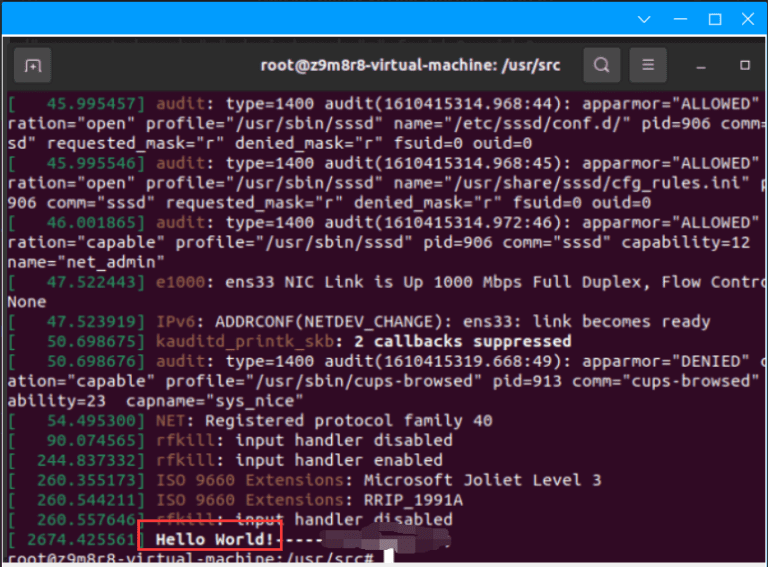 root@z9m8r8-virtual-machine: /usr/src
[   45.995457] audit: type=1400 audit(1610415314.968:44): apparmor="ALLOWED"
ration="open" profile="/usr/sbin/sssd" name="/etc/sssd/conf.d/" pid=906 comm=
sd" requested_mask="r" denied_mask="r" fsuid=0 ouid=0
[   45.995546] audit: type=1400 audit(1610415314.968:45): apparmor="ALLOWED"
ration="open" profile="/usr/sbin/sssd" name="/usr/share/sssd/cfg_rules.ini" p
906 comm="sssd" requested_mask="r" denied_mask="r" fsuid=0 ouid=0
[   46.001865] audit: type=1400 audit(1610415314.972:46): apparmor="ALLOWED"
ration="capable" profile="/usr/sbin/sssd" pid=906 comm="sssd" capability=12
name="net_admin"
[   47.522443] e1000: ens33 NIC Link is Up 1000 Mbps Full Duplex, Flow Contro
None
[   47.523919] IPv6: ADDRCONF(NETDEV_CHANGE): ens33: link becomes ready
[   50.698675] kauditd_printk_skb: 2 callbacks suppressed
[   50.698676] audit: type=1400 audit(1610415319.668:49): apparmor="DENIED" o
ation="capable" profile="/usr/sbin/cups-browsed" pid=913 comm="cups-browsed"
ability=23  capname="sys_nice"
[   54.495300] NET: Registered protocol family 40
[   90.074565] rfkill: input handler disabled
[  244.837332] rfkill: input handler enabled
[  260.355173] ISO 9660 Extensions: Microsoft Joliet Level 3
[  260.544211] ISO 9660 Extensions: RRIP_1991A
[  260.557646] rfkill: input handler disabled
[ 2674.425561] Hello World!-----
root@z9m8r8-virtual-machine:/usr/src#